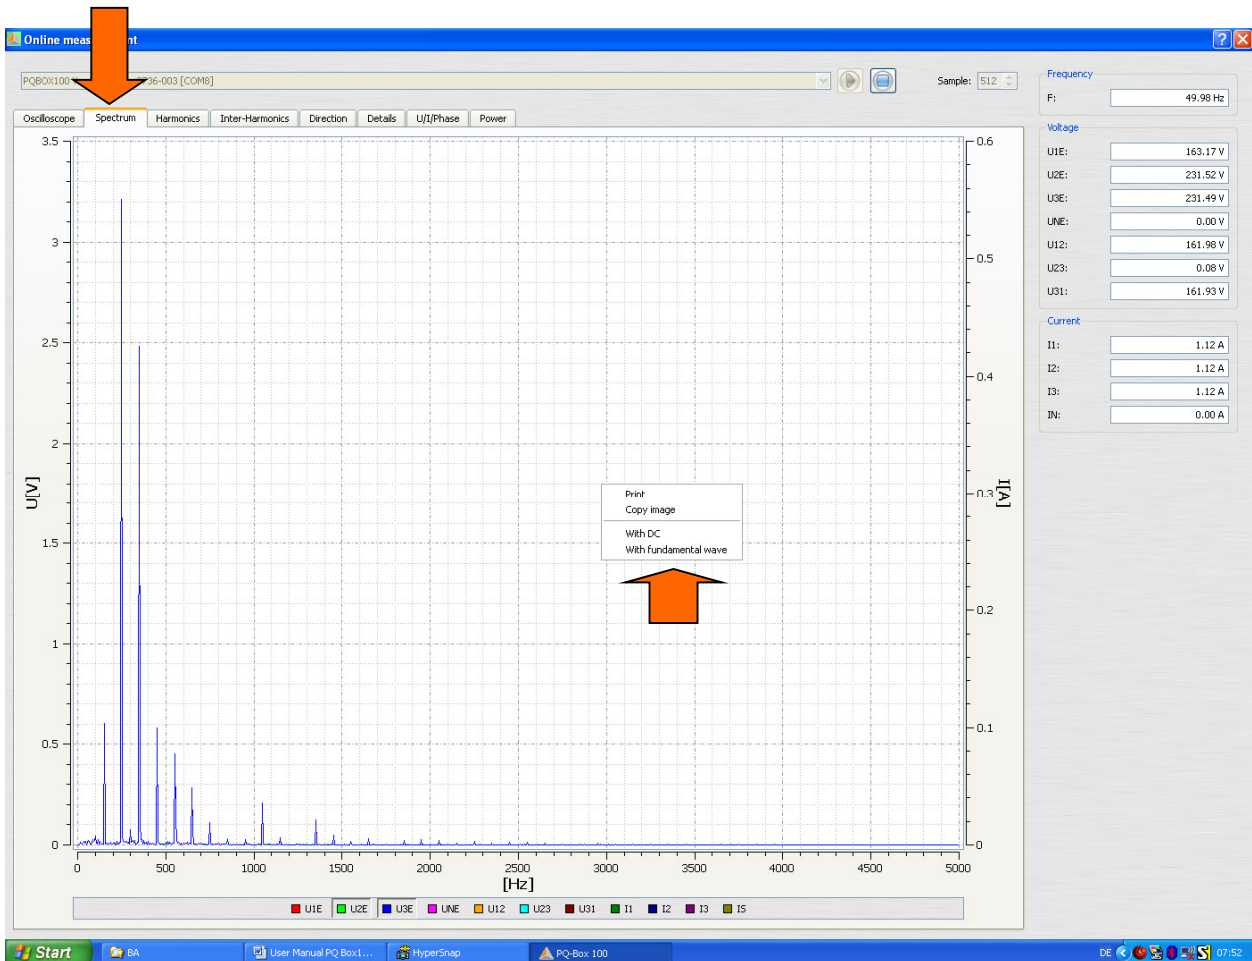 Online meas nt
PQBOX100 36-003 [COM8]
Sample: 512
Oscilloscope Spectrum Harmonics Inter-Harmonics Direction Details U/I/Phase Power
Frequency
F: 49.98 Hz
Voltage
U1E: 163.17 V
U2E: 231.52 V
U3E: 231.49 V
UNE: 0.00 V
U12: 161.98 V
U23: 0.08 V
U31: 161.93 V
Current
I1: 1.12 A
I2: 1.12 A
I3: 1.12 A
IN: 0.00 A
3.5
3
2.5
2
1.5
1
0.5
0
U[V]
0.6
0.5
0.4
0.3
0.2
0.1
0
I[A]
Print
Copy image
With DC
With fundamental wave
0 500 1000 1500 2000 2500 3000 3500 4000 4500 5000
[Hz]
U1E U2E U3E UNE U12 U23 U31 I1 I2 I3 IS
Start BA User Manual PQ Box1... HyperSnap PQ-Box 100 DE 07:52